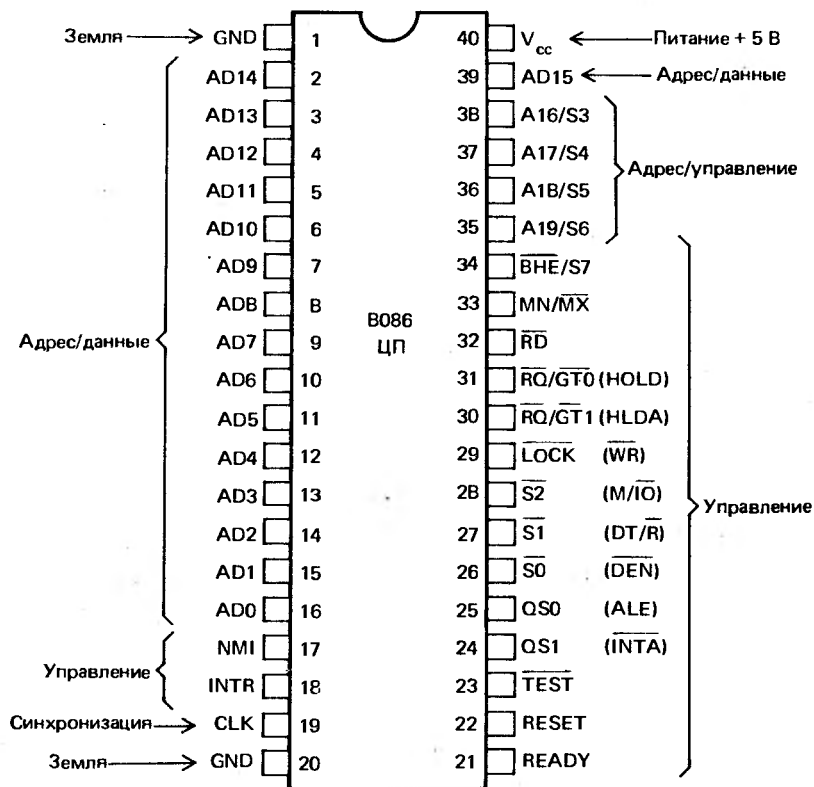 Земля GND 1 40 Vcc Питание + 5 В
AD14 2 39 AD15 Адрес/данные
AD13 3 3B A16/S3
AD12 4 37 A17/S4
Адрес/управление
AD11 5 36 A1B/S5
AD10 6 35 A19/S6
AD9 7 34 BHE/S7
ADB B 33 MN/MX
B086
ЦП
Адрес/данные AD7 9 32 RD
AD6 10 31 RQ/GT0 (HOLD)
AD5 11 30 RQ/GT1 (HLDA)
AD4 12 29 LOCK (WR)
AD3 13 2B S2 (M/IO)
Управление
AD2 14 27 S1 (DT/R)
AD1 15 26 S0 (DEN)
AD0 16 25 QS0 (ALE)
NMI 17 24 QS1 (INTA)
Управление
INTR 18 23 TEST
Синхронизация CLK 19 22 RESET
Земля GND 20 21 READY